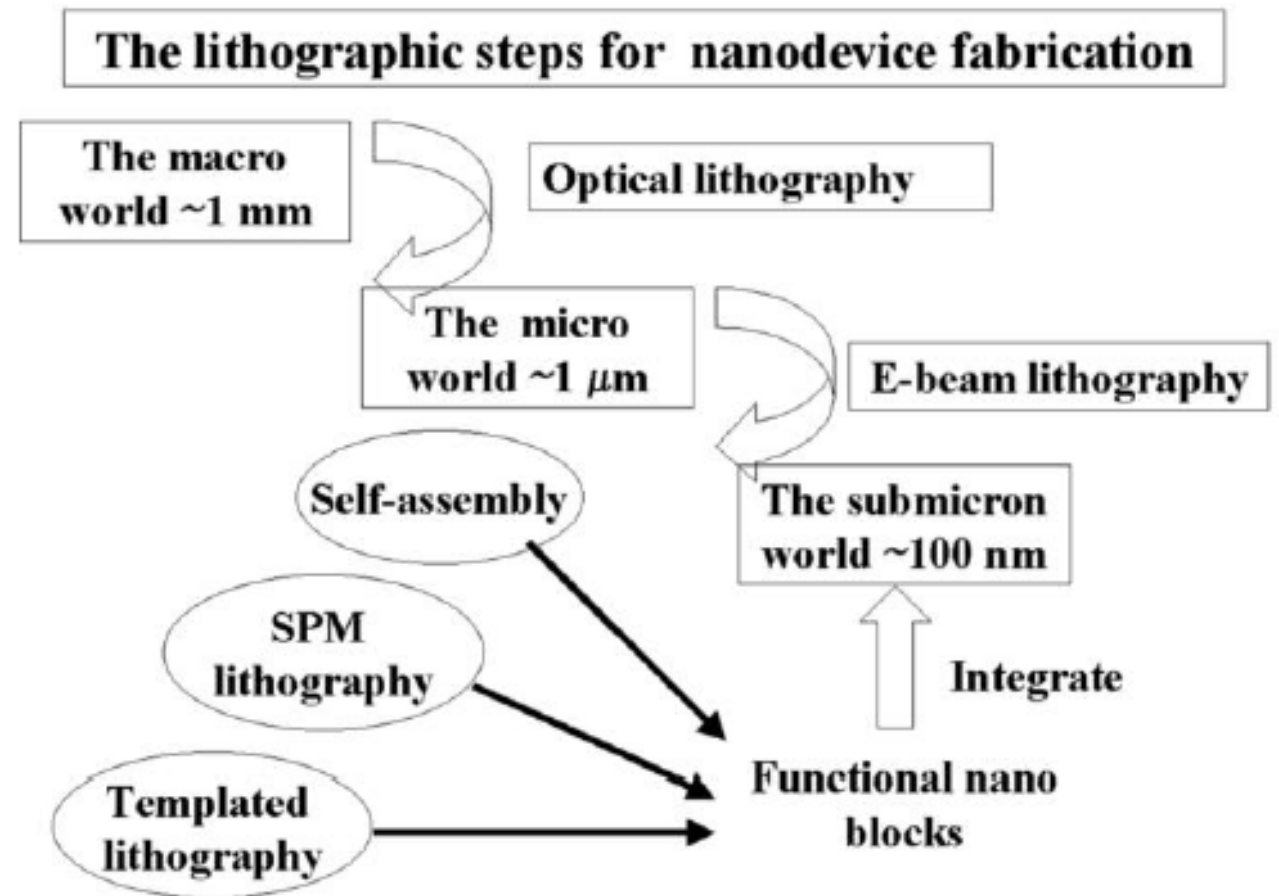 The lithographic steps for nanodevice fabrication
The macro
world ~1 mm
Optical lithography
The micro
world ~1 μm
E-beam lithography
Self-assembly
The submicron
world ~100 nm
SPM
lithography
Integrate
Templated
lithography
Functional nano
blocks